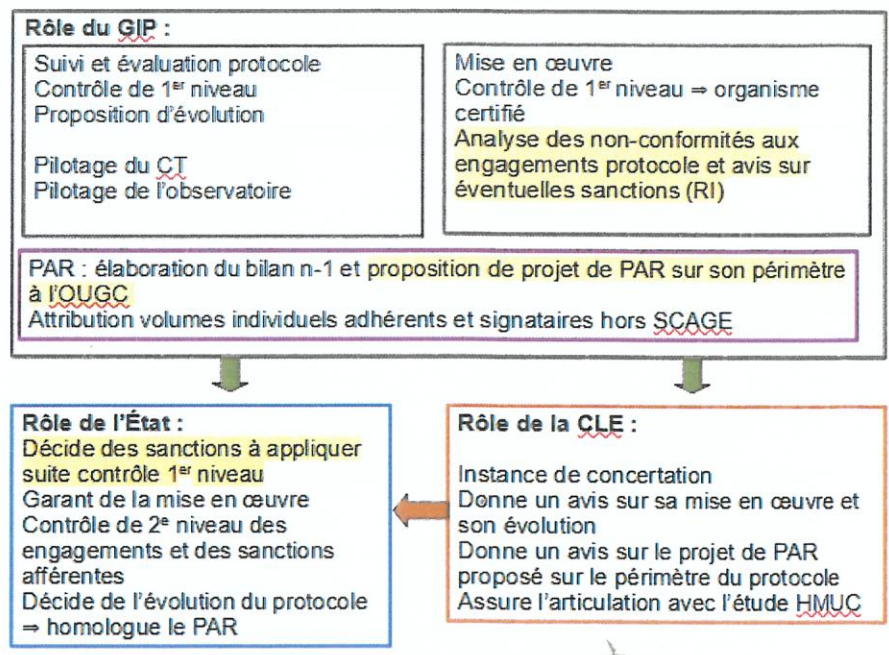 Rôle du GIP :
Suivi et évaluation protocole
Contrôle de 1er niveau
Proposition d'évolution
Pilotage du CT
Pilotage de l'observatoire
Mise en œuvre
Contrôle de 1er niveau ⇒ organisme
certifié
Analyse des non-conformités aux
engagements protocole et avis sur
éventuelles sanctions (RI)
PAR : élaboration du bilan n-1 et proposition de projet de PAR sur son périmètre
à l'OUGC
Attribution volumes individuels adhérents et signataires hors SCAGE
Rôle de l'État :
Décide des sanctions à appliquer
suite contrôle 1er niveau
Garant de la mise en œuvre
Contrôle de 2e niveau des
engagements et des sanctions
afférentes
Décide de l'évolution du protocole
⇒ homologue le PAR
Rôle de la CLE :
Instance de concertation
Donne un avis sur sa mise en œuvre et
son évolution
Donne un avis sur le projet de PAR
proposé sur le périmètre du protocole
Assure l'articulation avec l'étude HMUC